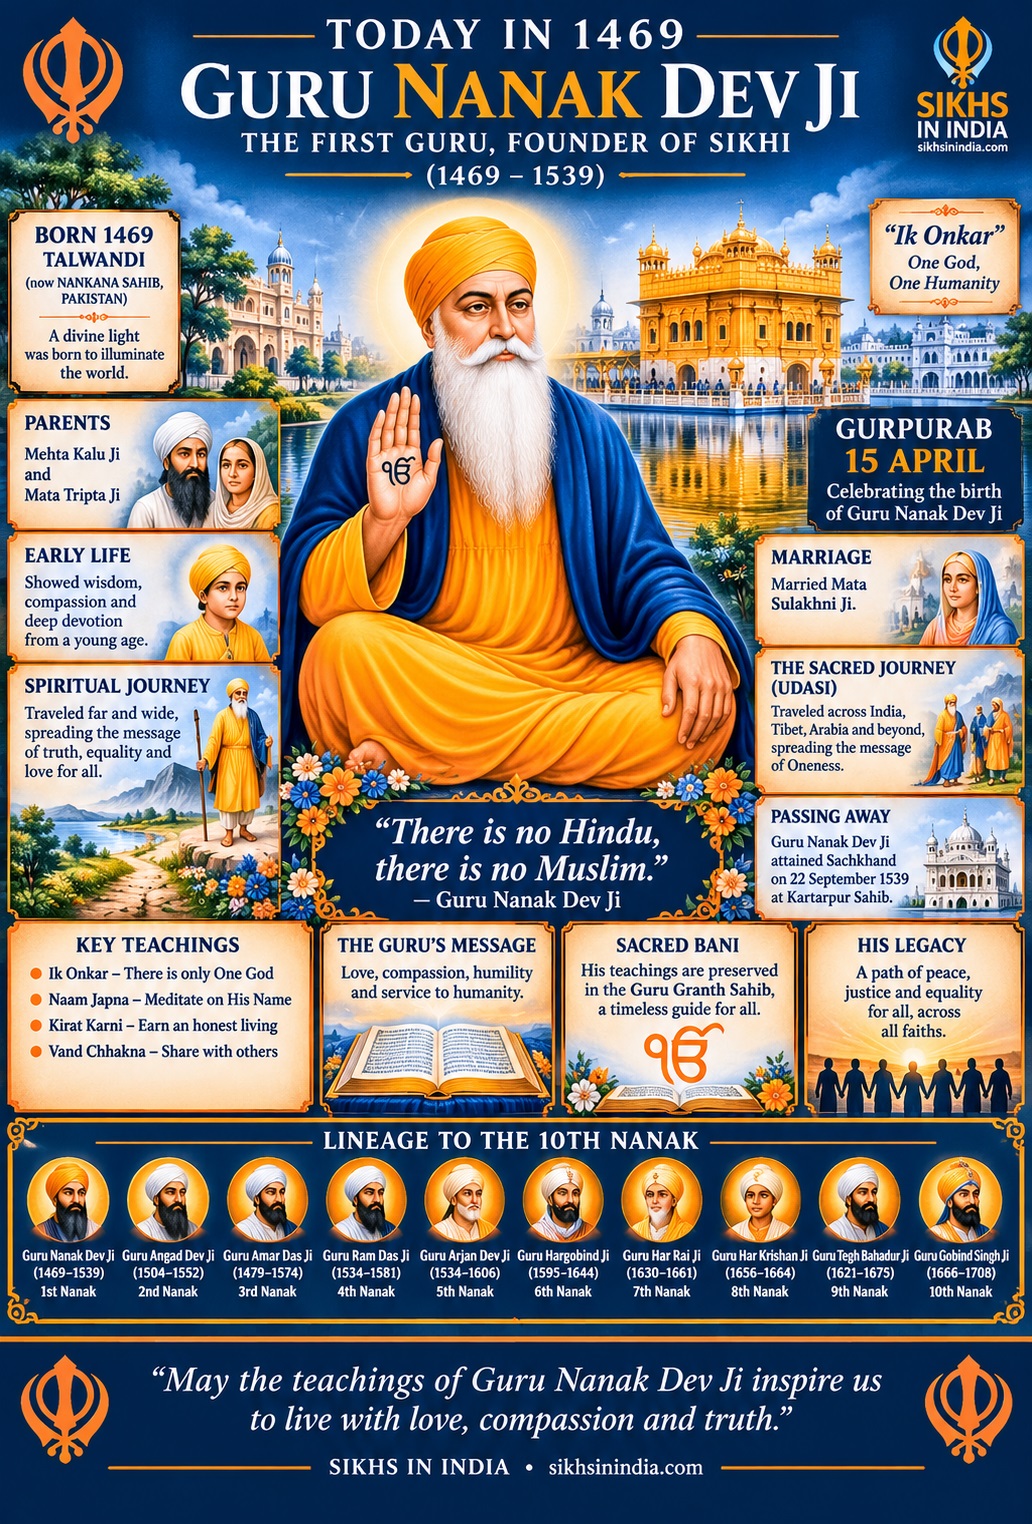 TODAY IN 1469
GURU NANAK DEV JI
THE FIRST GURU, FOUNDER OF SIKHI
(1469 – 1539)
SIKHS
IN INDIA
sikhsinindia.com
BORN 1469
TALWANDI
(now NANKANA SAHIB,
PAKISTAN)
A divine light
was born to illuminate
the world.
“Ik Onkar”
One God,
One Humanity
PARENTS
Mehta Kalu Ji
and
Mata Tripta Ji
GURPURAB
15 APRIL
Celebrating the birth
of Guru Nanak Dev Ji
ੴ
EARLY LIFE
Showed wisdom,
compassion and
deep devotion
from a young age.
MARRIAGE
Married Mata
Sulakhni Ji.
SPIRITUAL JOURNEY
Traveled far and wide,
spreading the message
of truth, equality and
love for all.
THE SACRED JOURNEY
(UDASI)
Traveled across India,
Tibet, Arabia and beyond,
spreading the message
of Oneness.
“There is no Hindu,
there is no Muslim.”
— Guru Nanak Dev Ji
PASSING AWAY
Guru Nanak Dev Ji
attained Sachkhand
on 22 September 1539
at Kartarpur Sahib.
KEY TEACHINGS
● Ik Onkar – There is only One God
● Naam Japna – Meditate on His Name
● Kirat Karni – Earn an honest living
● Vand Chhakna – Share with others
THE GURU’S MESSAGE
Love, compassion, humility
and service to humanity.
SACRED BANI
His teachings are preserved
in the Guru Granth Sahib,
a timeless guide for all.
ੴ
HIS LEGACY
A path of peace,
justice and equality
for all, across
all faiths.
LINEAGE TO THE 10TH NANAK
Guru Nanak Dev Ji
(1469–1539)
1st Nanak
Guru Angad Dev Ji
(1504–1552)
2nd Nanak
Guru Amar Das Ji
(1479–1574)
3rd Nanak
Guru Ram Das Ji
(1534–1581)
4th Nanak
Guru Arjan Dev Ji
(1534–1606)
5th Nanak
Guru Hargobind Ji
(1595–1644)
6th Nanak
Guru Har Rai Ji
(1630–1661)
7th Nanak
Guru Har Krishan Ji
(1656–1664)
8th Nanak
Guru Tegh Bahadur Ji
(1621–1675)
9th Nanak
Guru Gobind Singh Ji
(1666–1708)
10th Nanak
“May the teachings of Guru Nanak Dev Ji inspire us
to live with love, compassion and truth.”
SIKHS IN INDIA • sikhsinindia.com